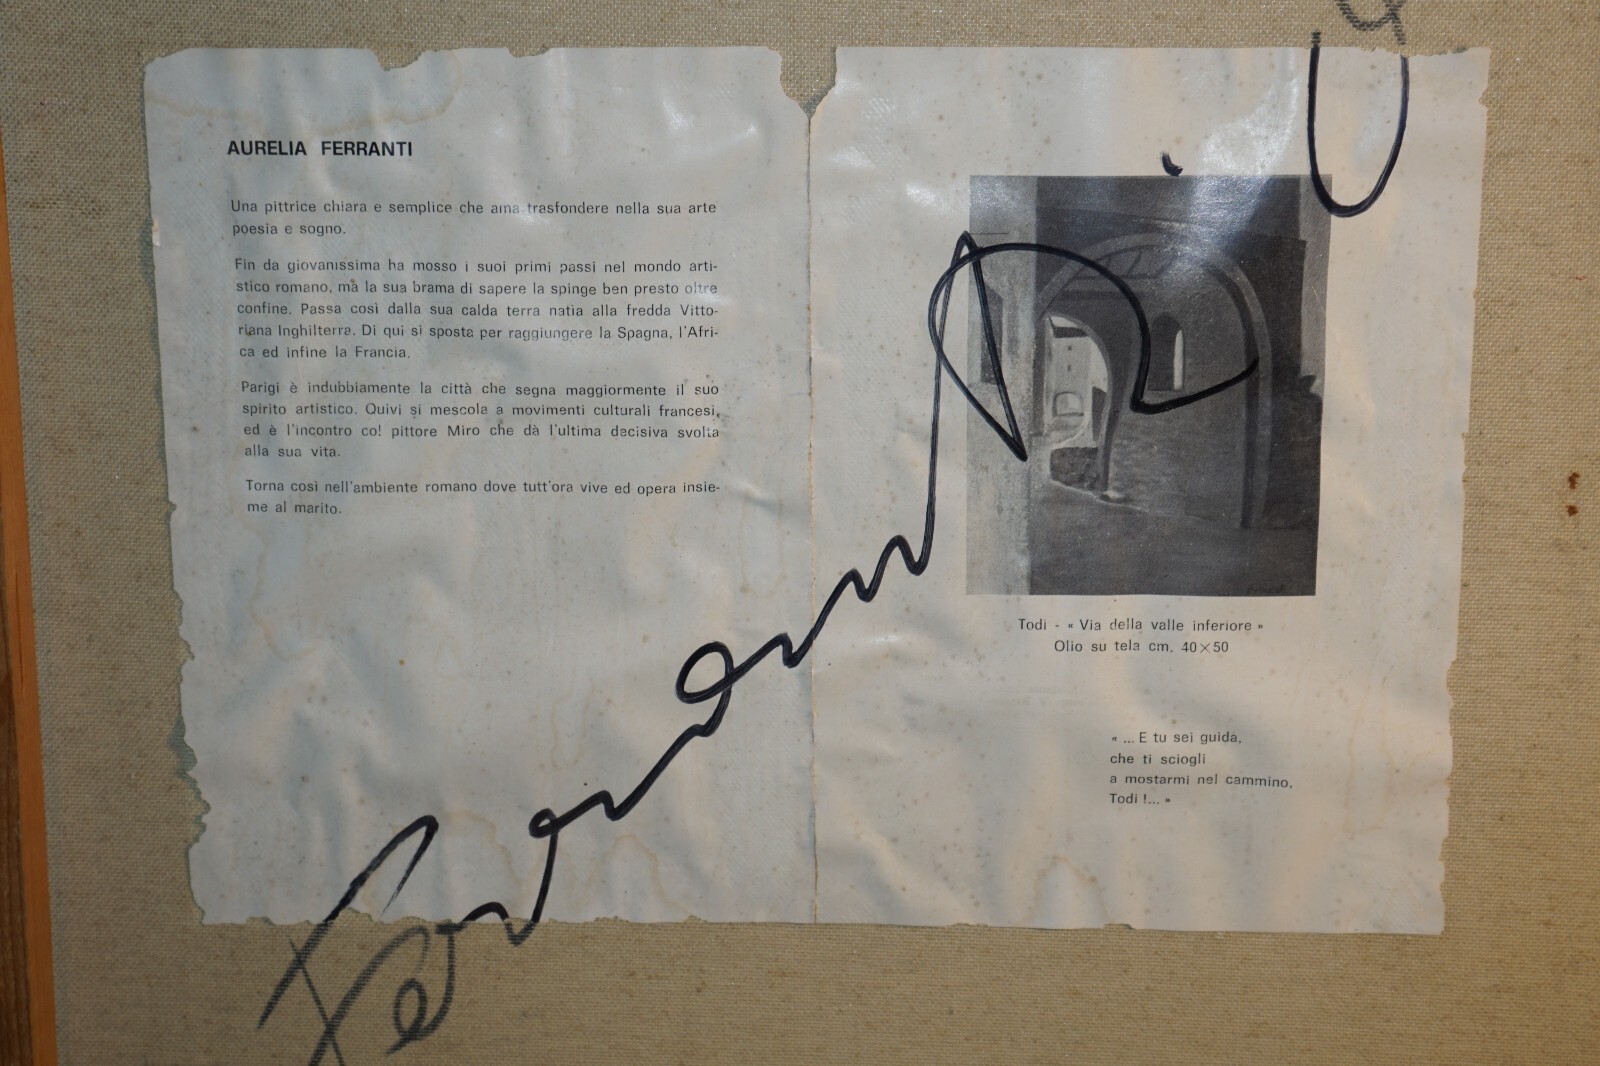 AURELIA FERRANTI
Una pittrice chiara e semplice che ama trasfondere nella sua arte
poesia e sogno.
Fin da giovanissima ha mosso i suoi primi passi nel mondo arti-
stico romano, ma la sua brama di sapere la spinge ben presto oltre
confine. Passa così dalla sua calda terra natia alla fredda Vitto-
riana Inghilterra. Di qui si sposta per raggiungere la Spagna, l'Afri-
ca ed infine la Francia.
Parigi è indubbiamente la città che segna maggiormente il suo
spirito artistico. Quivi si mescola a movimenti culturali francesi,
ed è l'incontro co! pittore Miro che dà l'ultima decisiva svolta
alla sua vita.
Torna così nell'ambiente romano dove tutt'ora vive ed opera insie-
me al marito.
Todi - « Via della valle inferiore »
Olio su tela cm. 40×50
« ... E tu sei guida,
che ti sciogli
a mostarmi nel cammino,
Todi !... »